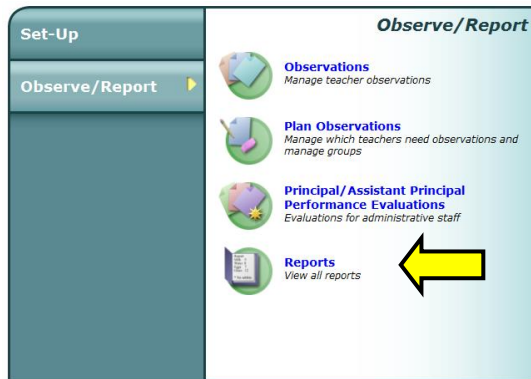 Set-Up
Observe/Report
Observe/Report
Observations
Manage teacher observations
Plan Observations
Manage which teachers need observations and
manage groups
Principal/Assistant Principal
Performance Evaluations
Evaluations for administrative staff
Reports
View all reports